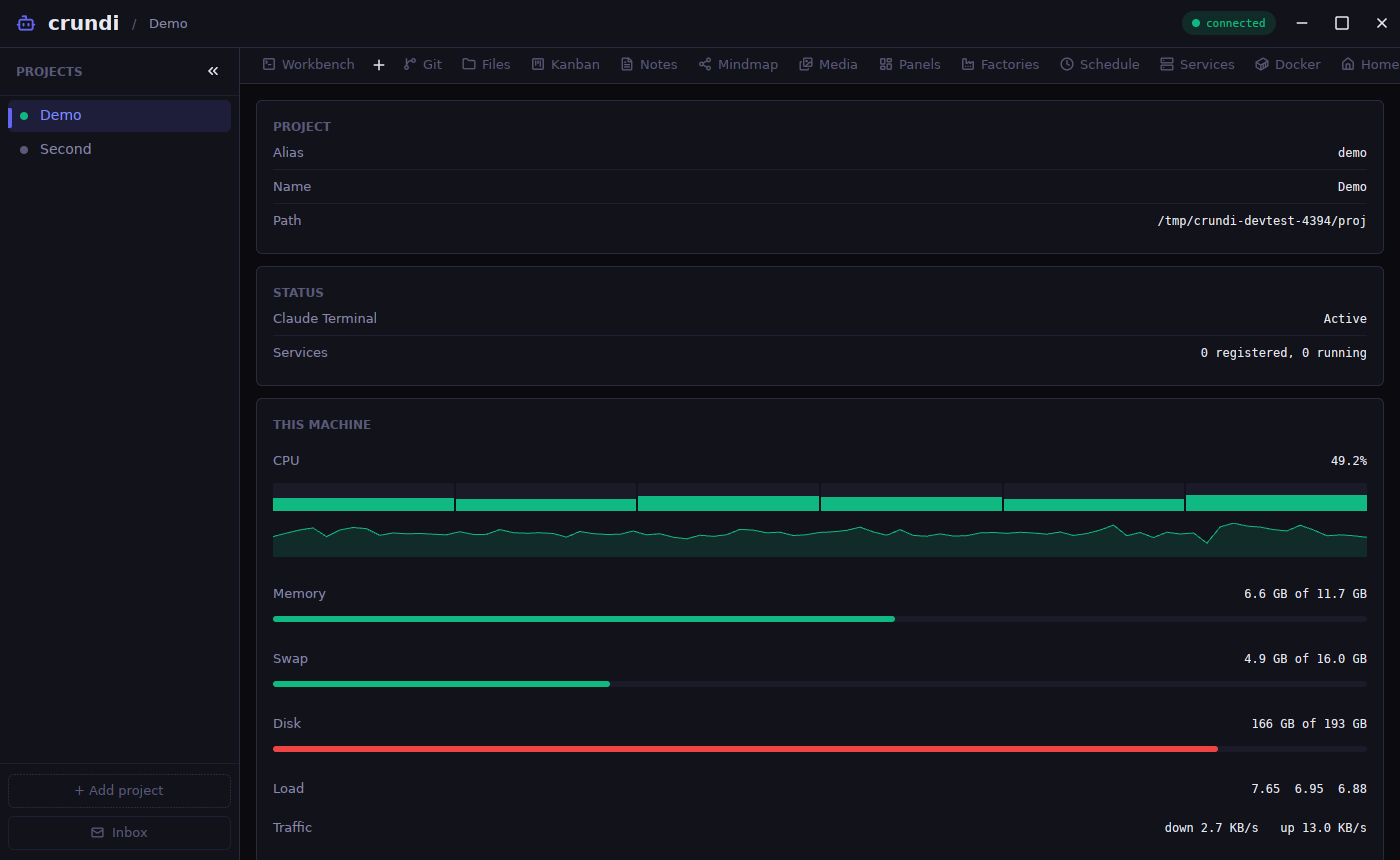 crundi / Demo
connected
PROJECTS
Workbench + Git Files Kanban Notes Mindmap Media Panels Factories Schedule Services Docker Home
Demo
Second
PROJECT
Alias demo
Name Demo
Path /tmp/crundi-devtest-4394/proj
STATUS
Claude Terminal Active
Services 0 registered, 0 running
THIS MACHINE
CPU 49.2%
Memory 6.6 GB of 11.7 GB
Swap 4.9 GB of 16.0 GB
Disk 166 GB of 193 GB
Load 7.65 6.95 6.88
Traffic down 2.7 KB/s up 13.0 KB/s
+ Add project
Inbox